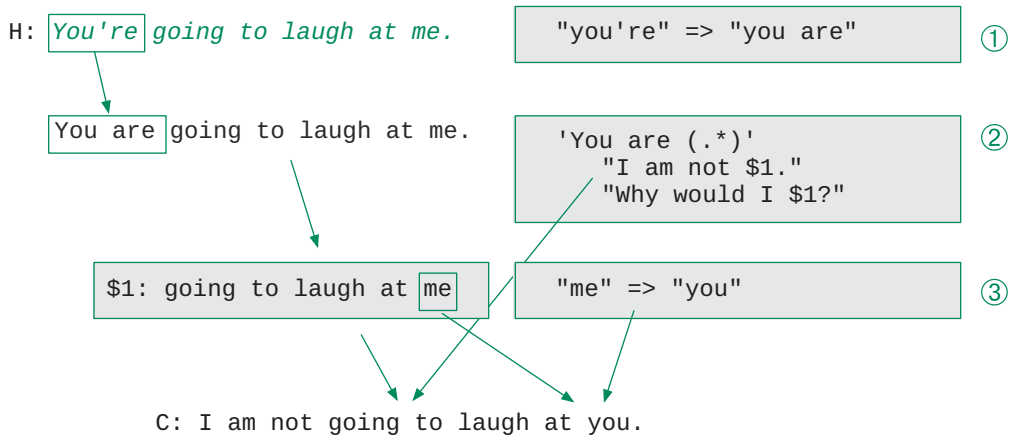 H: You're going to laugh at me.
"you're" => "you are"
①
You are going to laugh at me.
'You are (.*)'
"I am not $1."
"Why would I $1?"
②
$1: going to laugh at me
"me" => "you"
③
C: I am not going to laugh at you.